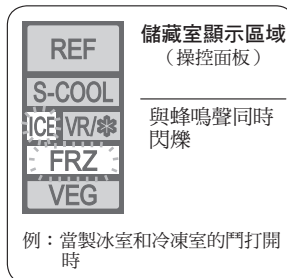 REF
S-COOL
ICE VR/❄
FRZ
VEG
儲藏室顯示區域
（操控面板）
與蜂鳴聲同時
閃爍
例：當製冰室和冷凍室的門打開
時